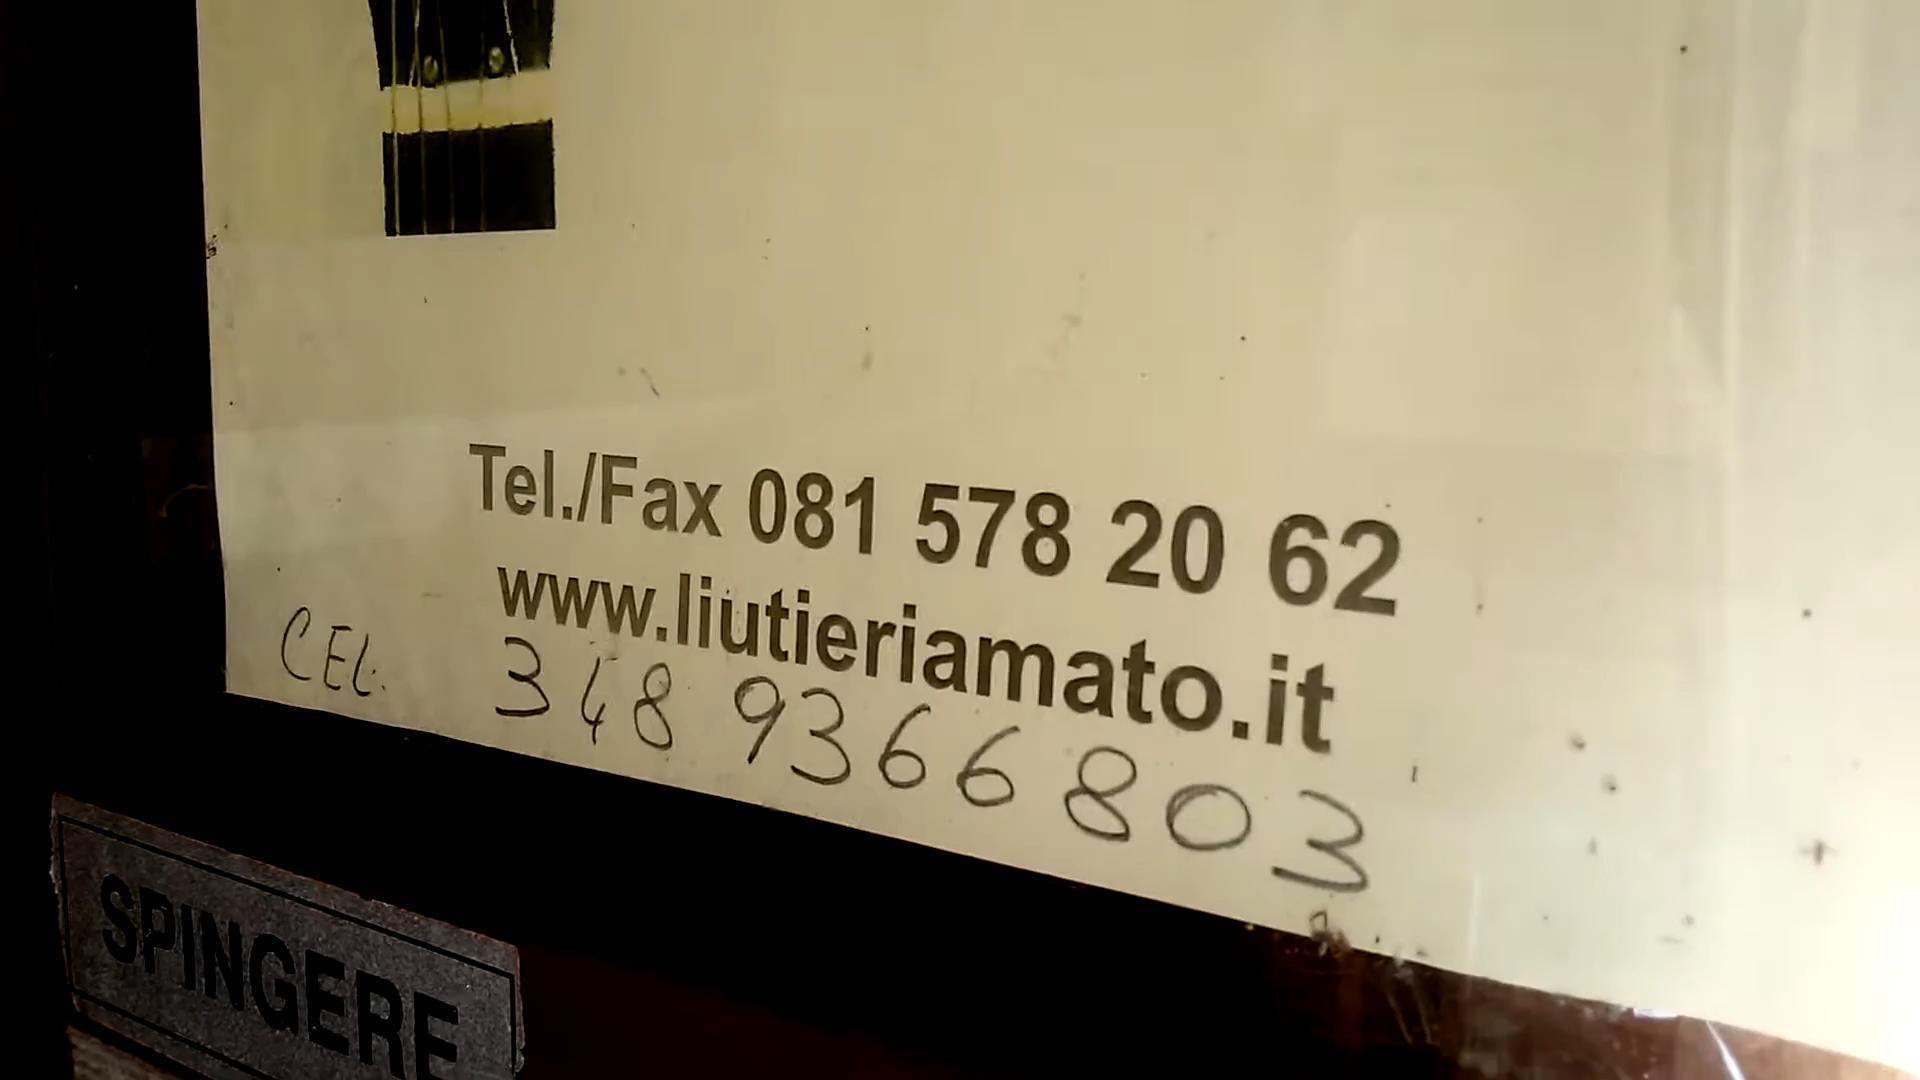 Tel./Fax 081 578 20 62
www.liutieriamato.it
CEL. 348 9366803
SPINGERE